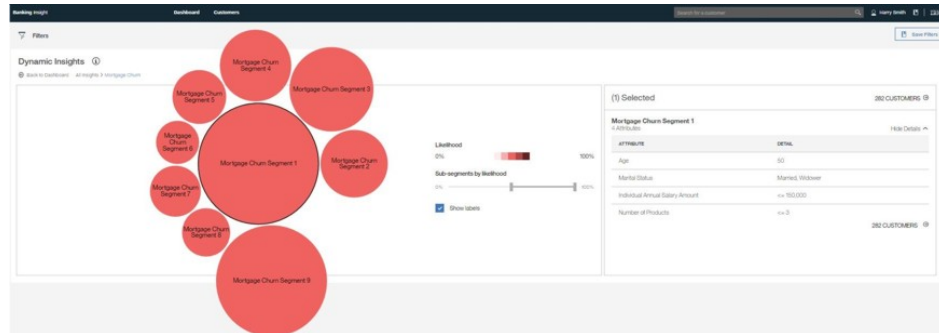 Banking Insight
Dashboard
Customers
Search for a customer
Harry Smith
Filters
Save Filters
Dynamic Insights
Back to Dashboard
All Insights
Mortgage Churn
Mortgage Churn
Segment 4
Mortgage Churn Segment 3
Mortgage Churn
Segment 5
Mortgage
Churn
Segment 6
Mortgage Churn Segment 1
Mortgage Churn
Segment 2
Mortgage Churn
Segment 7
Mortgage Churn
Segment 8
Mortgage Churn Segment 9
Likelihood
0%
100%
Sub-segments by likelihood
100%
Show labels
(1) Selected
282 CUSTOMERS
Mortgage Churn Segment 1
4 Attributes
Hide Details
ATTRIBUTE
DETAIL
Age
50
Marital Status
Married, Widower
Individual Annual Salary Amount
<= 150,000
Number of Products
282 CUSTOMERS